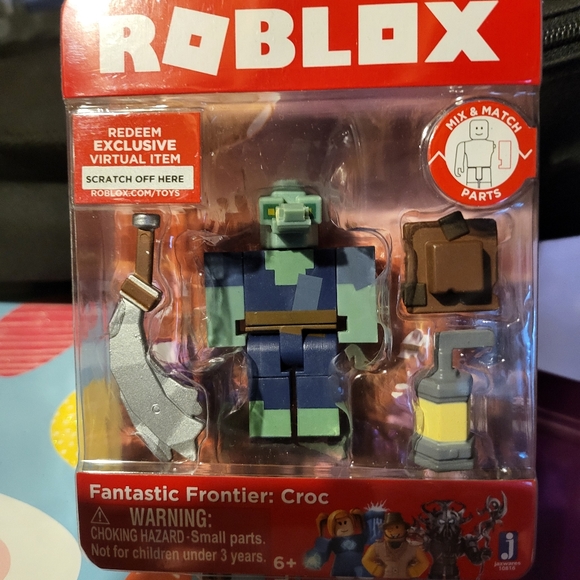 ROBLOX
REDEEM
EXCLUSIVE
VIRTUAL ITEM
SCRATCH OFF HERE
ROBLOX.COM/TOYS
MIX & MATCH
PARTS
Fantastic Frontier: Croc
WARNING:
CHOKING HAZARD-Small parts.
Not for children under 3 years.
6+